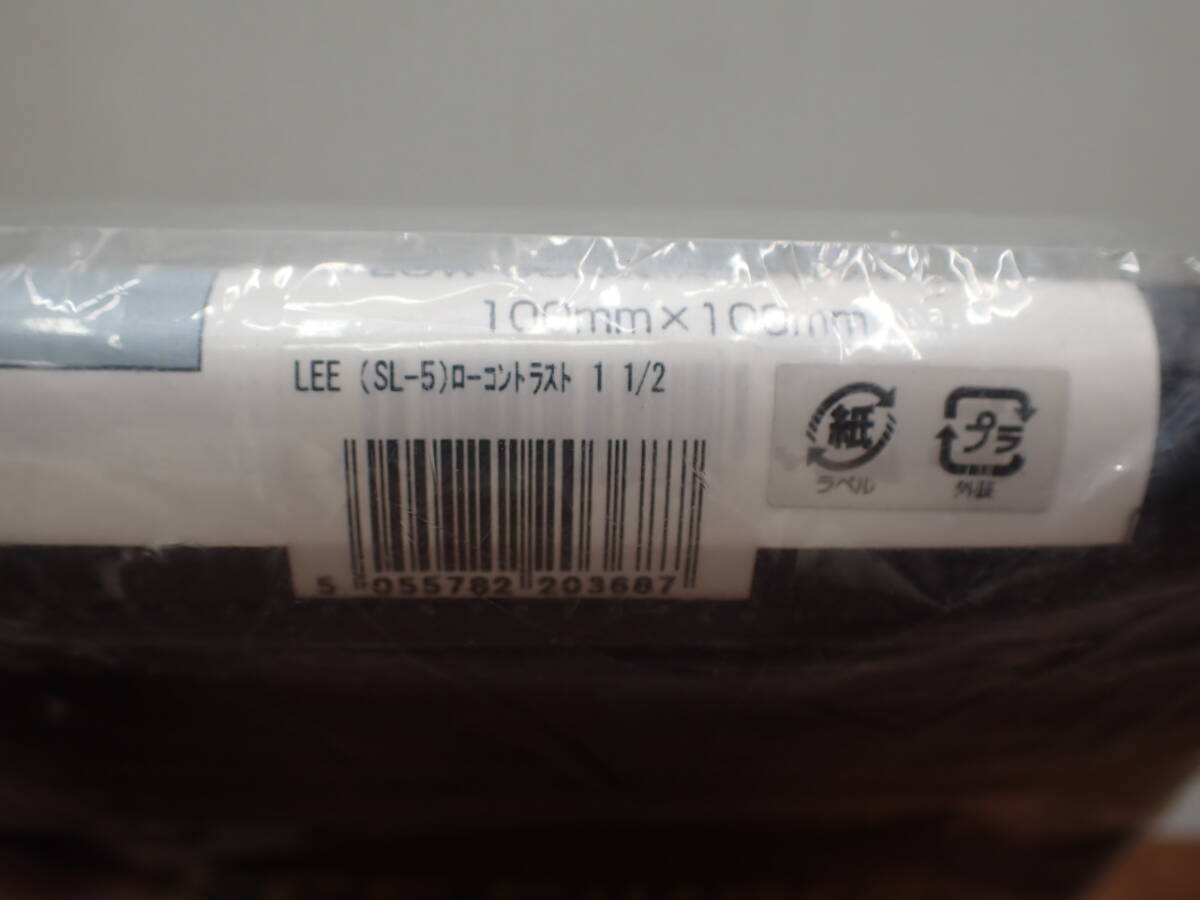 100mm×100mm
LEE (SL-5)ローコントラスト 1 1/2
紙
プラ
ラベル
外装
5 055782 203687